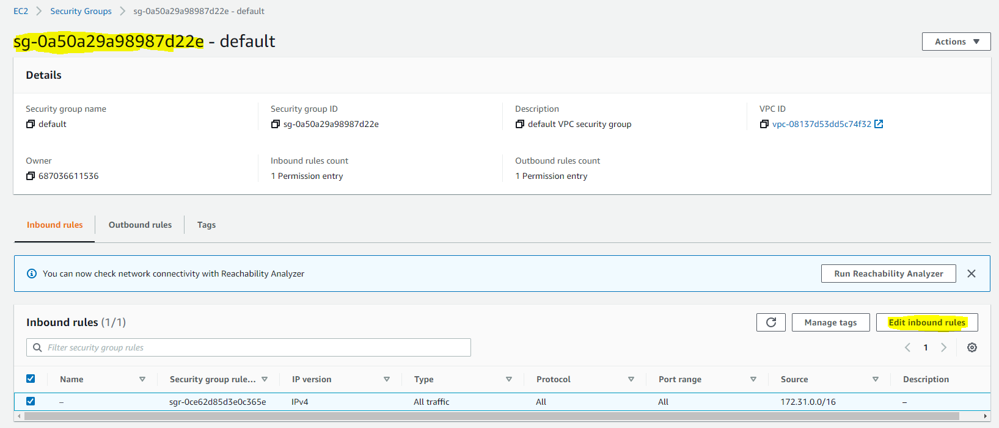 EC2 > Security Groups > sg-0a50a29a98987d22e - default
sg-0a50a29a98987d22e - default
Actions
Details
Security group name
default
Security group ID
sg-0a50a29a98987d22e
Description
default VPC security group
VPC ID
vpc-08137d53dd5c74f32
Owner
687036611536
Inbound rules count
1 Permission entry
Outbound rules count
1 Permission entry
Inbound rules Outbound rules Tags
You can now check network connectivity with Reachability Analyzer Run Reachability Analyzer
Inbound rules (1/1) Manage tags Edit inbound rules
Filter security group rules 1
Name Security group rule... IP version Type Protocol Port range Source Description
– sgr-0ce62d85d3e0c365e IPv4 All traffic All All 172.31.0.0/16 –